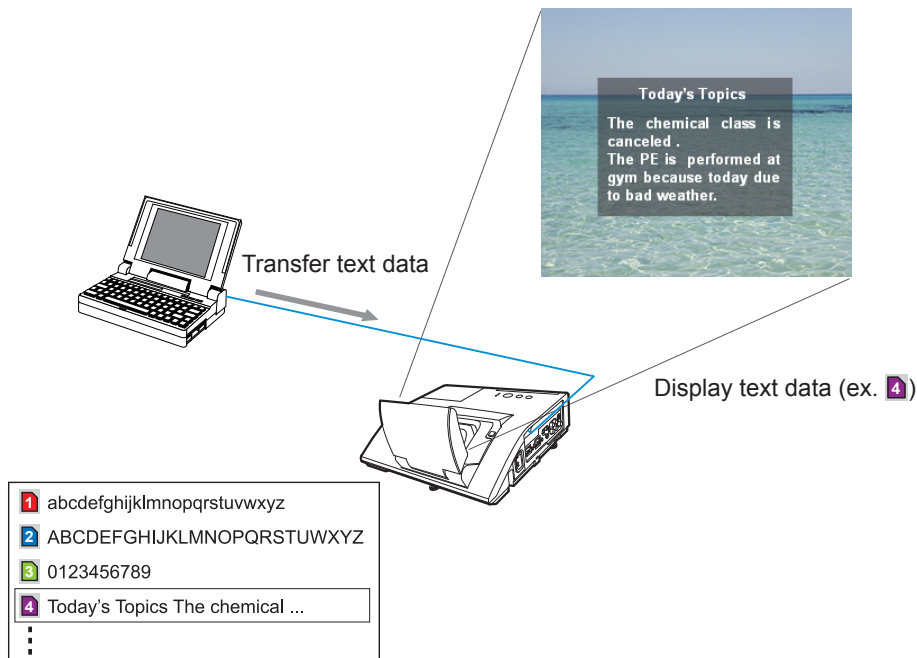 Today's Topics
The chemical class is
canceled .
The PE is performed at
gym because today due
to bad weather.
Transfer text data
Display text data (ex. 4)
1 abcdefghijklmnopqrstuvwxyz
2 ABCDEFGHIJKLMNOPQRSTUWXYZ
3 0123456789
4 Today’s Topics The chemical ...